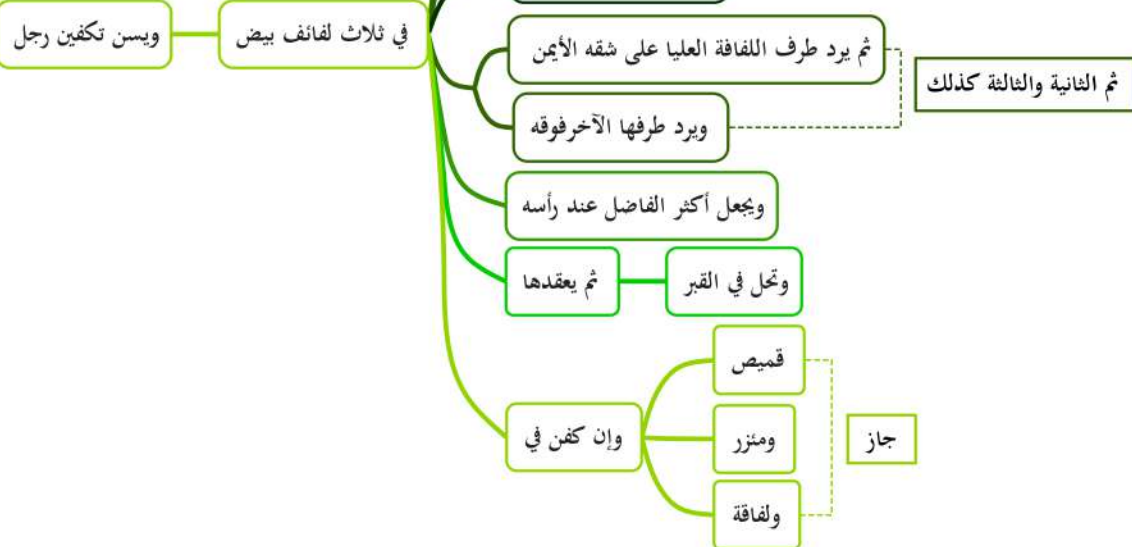 ويسن تكفين رجل
في ثلاث لفائف بيض
ثم يرد طرف اللفافة العليا على شقه الأيمن
ويرد طرفها الآخرفوقه
ثم الثانية والثالثة كذلك
ويجعل أكثر الفاضل عند رأسه
ثم يعقدها
وتحل في القبر
وإن كفن في
قميص
ومئزر
ولفاقة
جاز